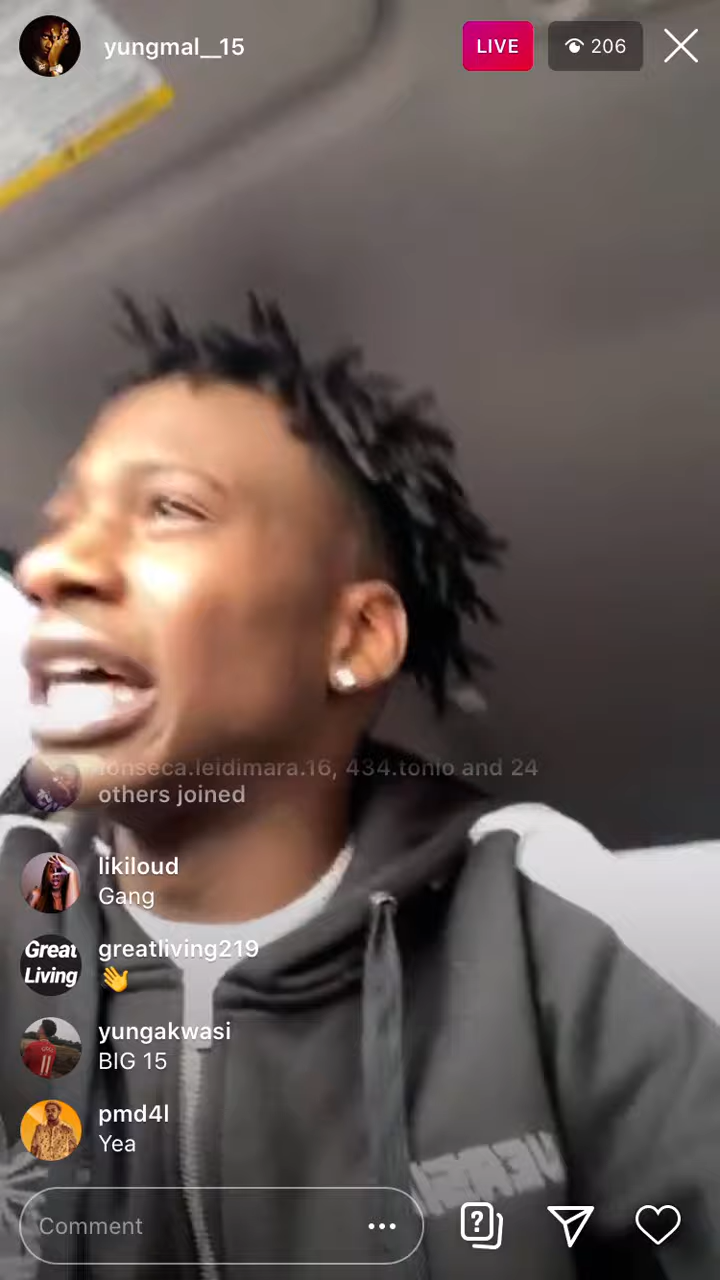 yungmal__15
LIVE
206
fonseca.leidimara.16, 434.tonio and 24
others joined
likiloud
Gang
Great
Living
greatliving219
👋
yungakwasi
BIG 15
11
pmd4l
Yea
Comment